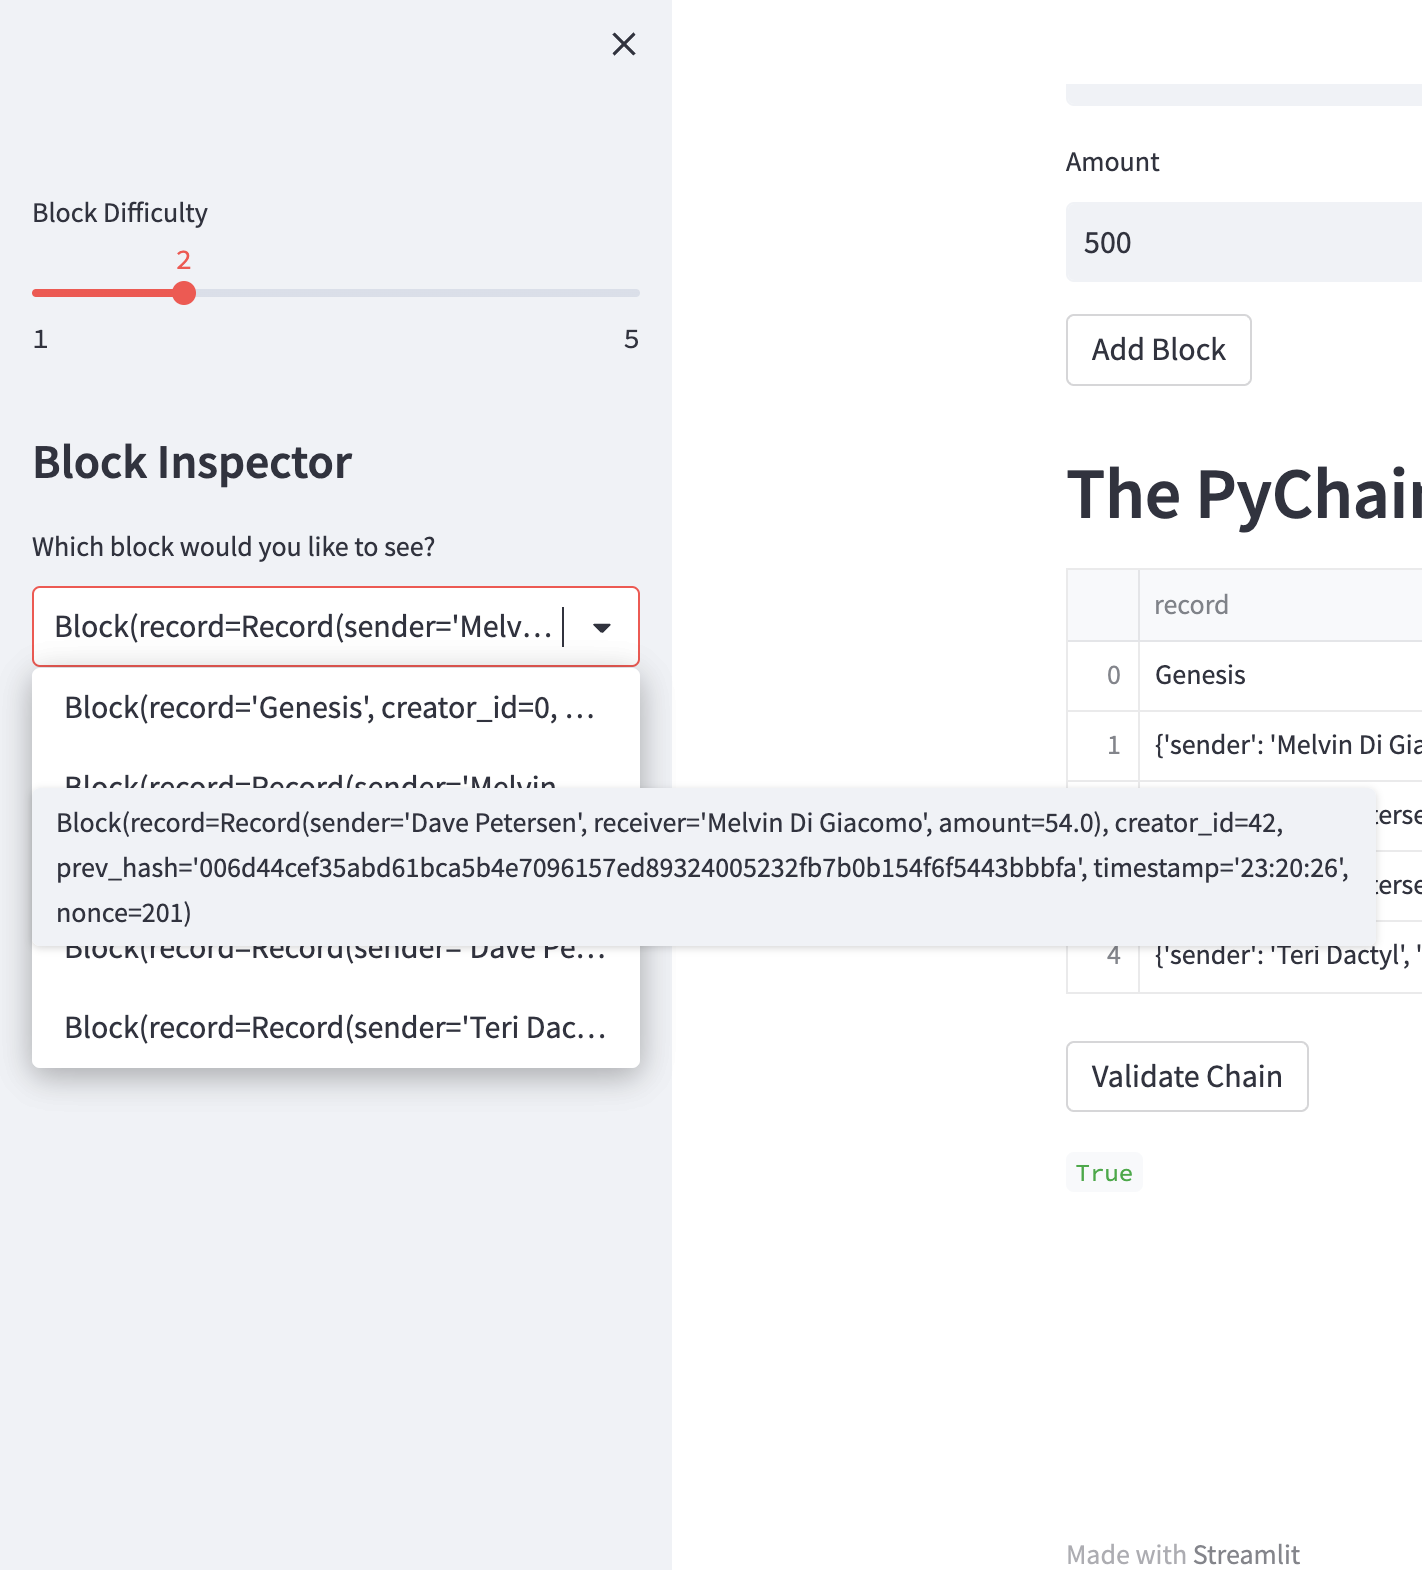 Block Difficulty
2
1
5
Block Inspector
Which block would you like to see?
Block(record=Record(sender='Melv...
Block(record='Genesis', creator_id=0, ...
Block(record=Record(sender='Melvin
Block(record=Record(sender='Dave Petersen', receiver='Melvin Di Giacomo', amount=54.0), creator_id=42,
prev_hash='006d44cef35abd61bca5b4e7096157ed89324005232fb7b0b154f6f5443bbbfa', timestamp='23:20:26',
nonce=201)
Block(record=Record(sender='Dave Pe...
Block(record=Record(sender='Teri Dac...
Amount
500
Add Block
The PyChain
record
0 Genesis
1 {'sender': 'Melvin Di Gia
terse
terse
4 {'sender': 'Teri Dactyl', '
Validate Chain
True
Made with Streamlit